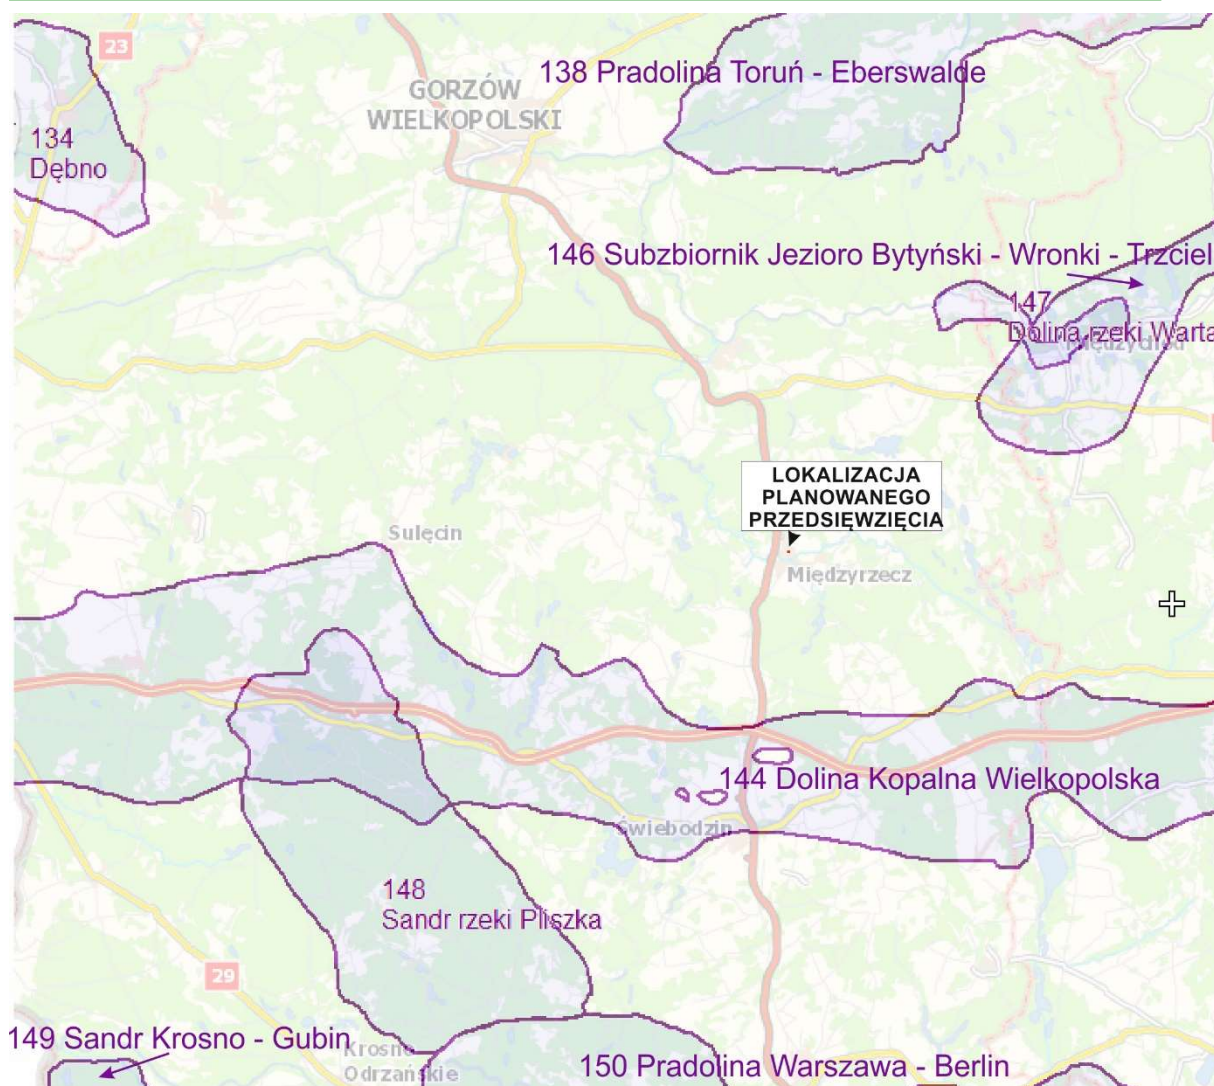 23
138 Pradolina Toruń - Eberswalde
GORZÓW
WIELKOPOLSKI
134
Dębno
146 Subzbiornik Jezioro Bytyński - Wronki - Trzciel
147
Dolina rzeki Warta
Międzychód
LOKALIZACJA
PLANOWANEGO
PRZEDSIĘWZIĘCIA
Sulęcin
Międzyrzecz
144 Dolina Kopalna Wielkopolska
Świebodzin
148
Sandr rzeki Pliszka
29
149 Sandr Krosno - Gubin
Krosno
Odrzańskie
150 Pradolina Warszawa - Berlin